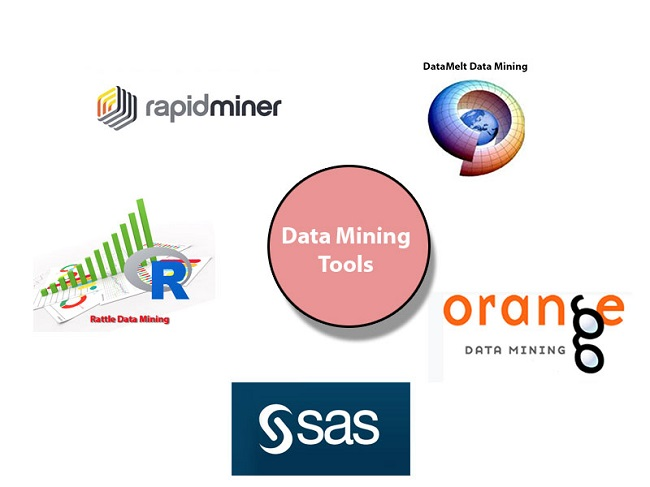 DataMelt Data Mining
rapidminer
Data Mining
Tools
R
Rattle Data Mining
orange
DATA MINING
sas